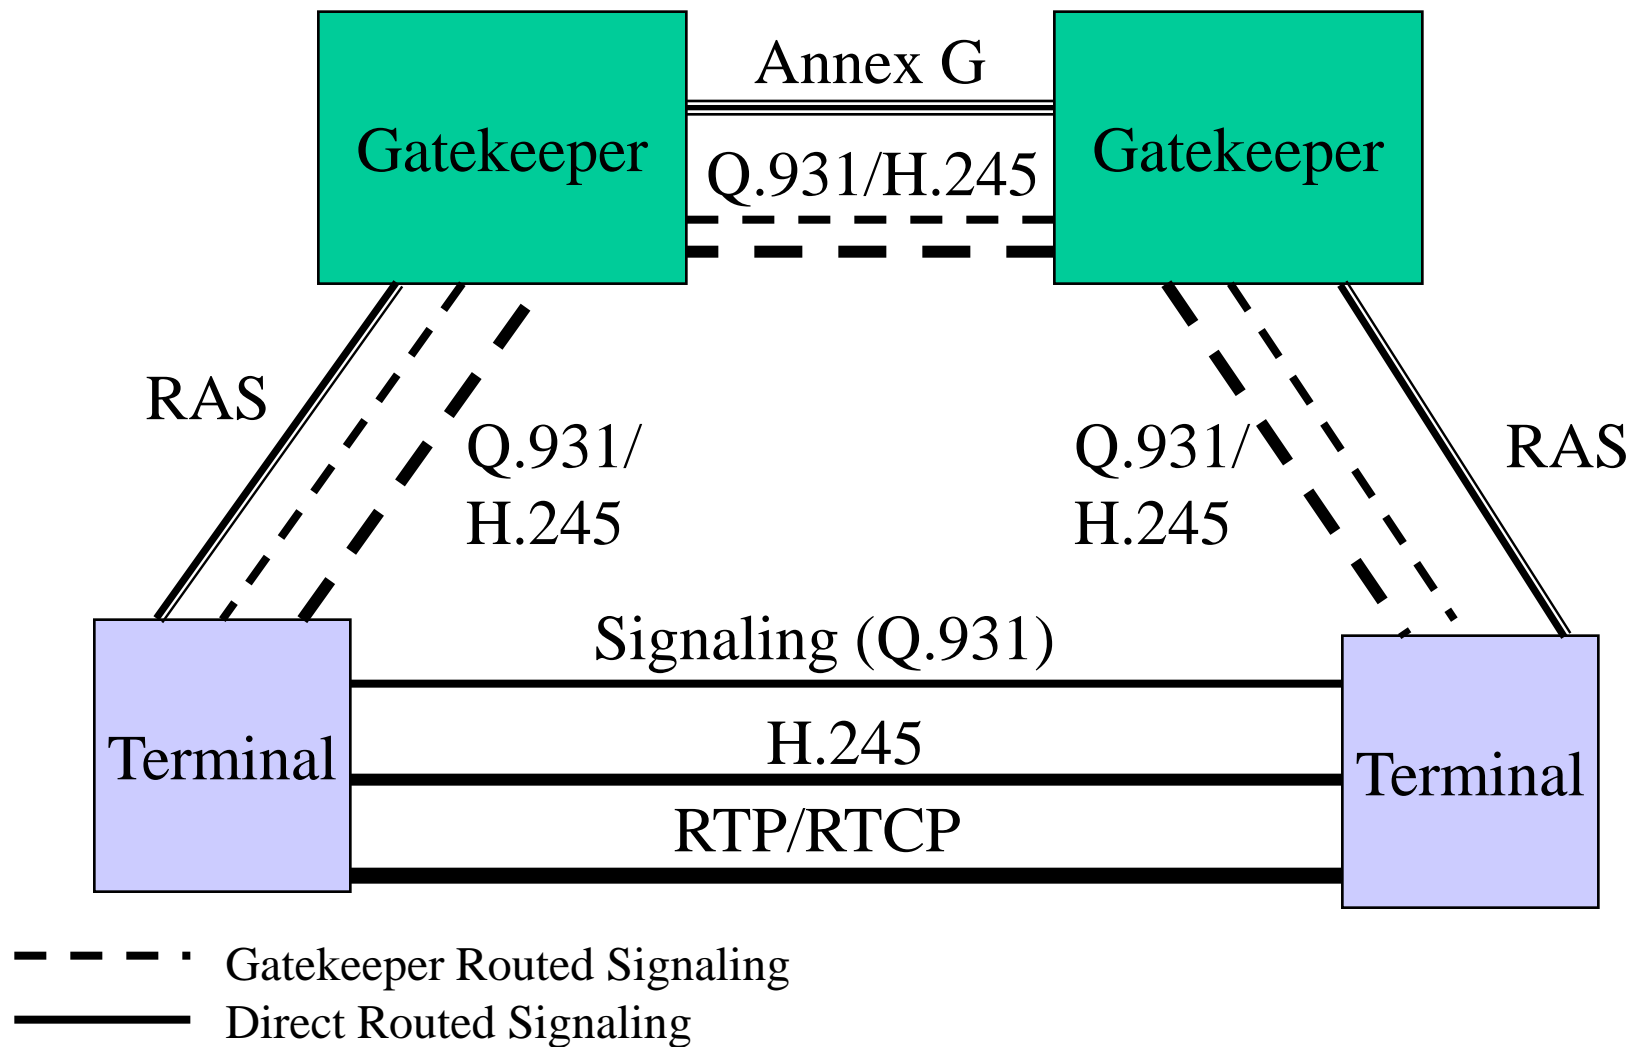 Annex G
Gatekeeper
Gatekeeper
Q.931/H.245
RAS
Q.931/
H.245
Q.931/
H.245
RAS
Signaling (Q.931)
H.245
Terminal
Terminal
RTP/RTCP
Gatekeeper Routed Signaling
Direct Routed Signaling